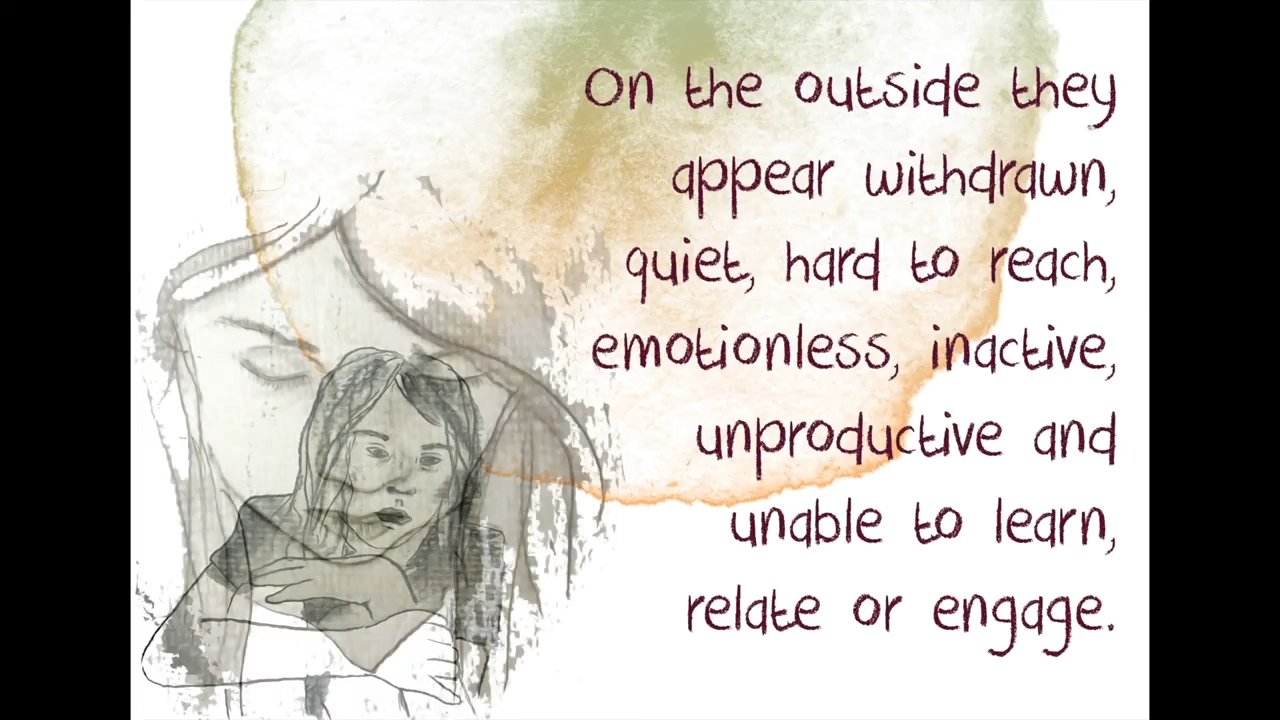 On the outside they
appear withdrawn,
quiet, hard to reach,
emotionless, inactive,
unproductive and
unable to learn,
relate or engage.